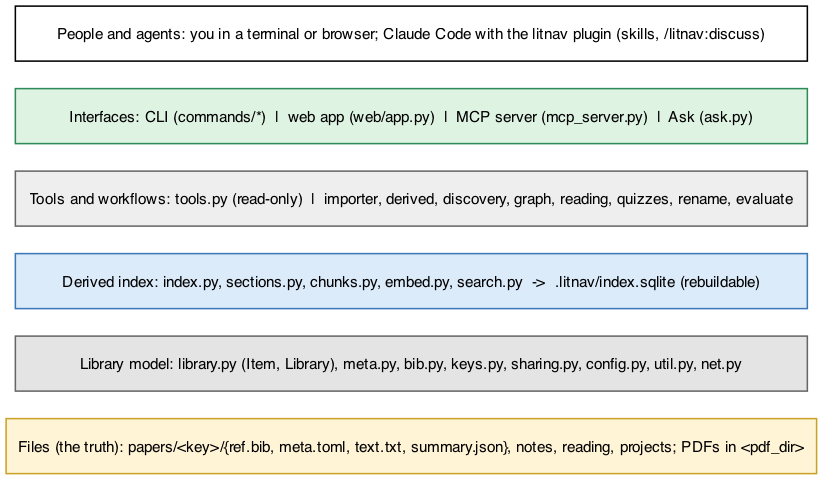 People and agents: you in a terminal or browser; Claude Code with the litnav plugin (skills, /litnav:discuss)
Interfaces: CLI (commands/*) | web app (web/app.py) | MCP server (mcp_server.py) | Ask (ask.py)
Tools and workflows: tools.py (read-only) | importer, derived, discovery, graph, reading, quizzes, rename, evaluate
Derived index: index.py, sections.py, chunks.py, embed.py, search.py -> .litnav/index.sqlite (rebuildable)
Library model: library.py (Item, Library), meta.py, bib.py, keys.py, sharing.py, config.py, util.py, net.py
Files (the truth): papers/<key>/{ref.bib, meta.toml, text.txt, summary.json}, notes, reading, projects; PDFs in <pdf_dir>